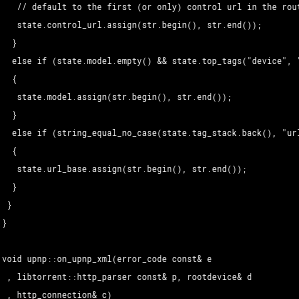 // default to the first (or only) control url in the rout
state.control_url.assign(str.begin(), str.end());
}
else if (state.model.empty() && state.top_tags("device", "
{
state.model.assign(str.begin(), str.end());
}
else if (string_equal_no_case(state.tag_stack.back(), "url
{
state.url_base.assign(str.begin(), str.end());
}
}
}
void upnp::on_upnp_xml(error_code const& e
, libtorrent::http_parser const& p, rootdevice& d
, http_connection& c)